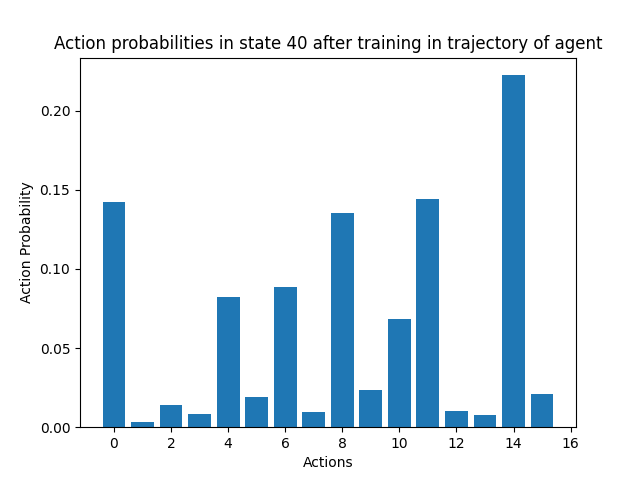 Action probabilities in state 40 after training in trajectory of agent
0.20
0.15
0.10
0.05
0.00
Action Probability
0 2 4 6 8 10 12 14 16
Actions